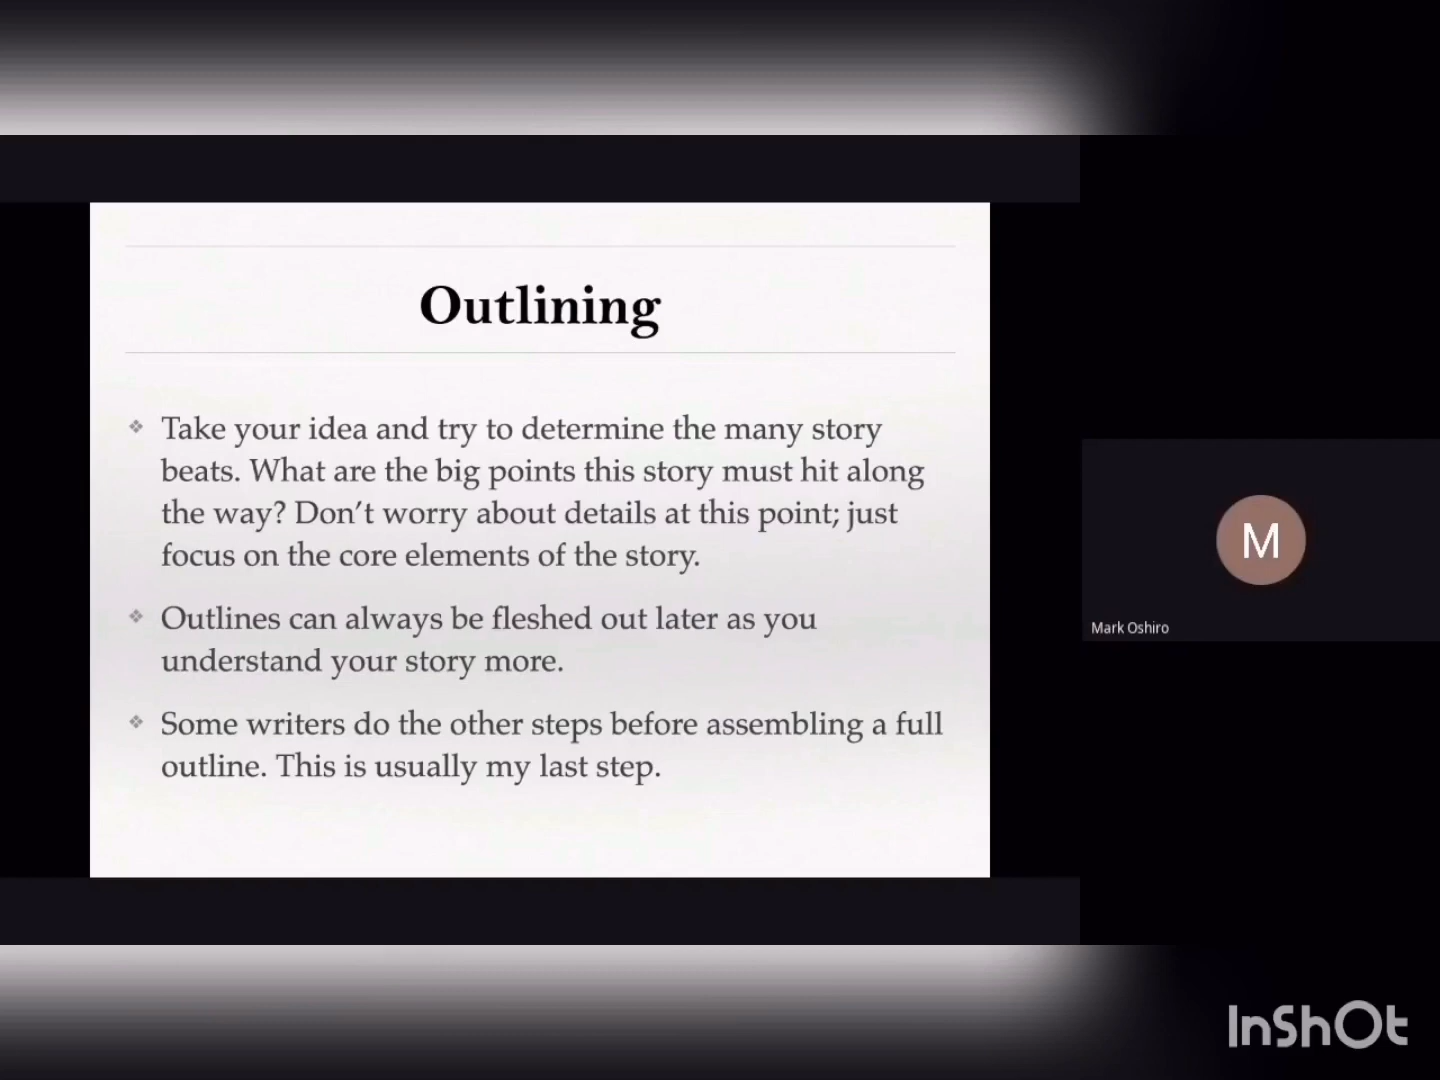 Outlining
Take your idea and try to determine the many story
beats. What are the big points this story must hit along
the way? Don't worry about details at this point; just
focus on the core elements of the story.
Outlines can always be fleshed out later as you
understand your story more.
Some writers do the other steps before assembling a full
outline. This is usually my last step.
M
Mark Oshiro
InShOt